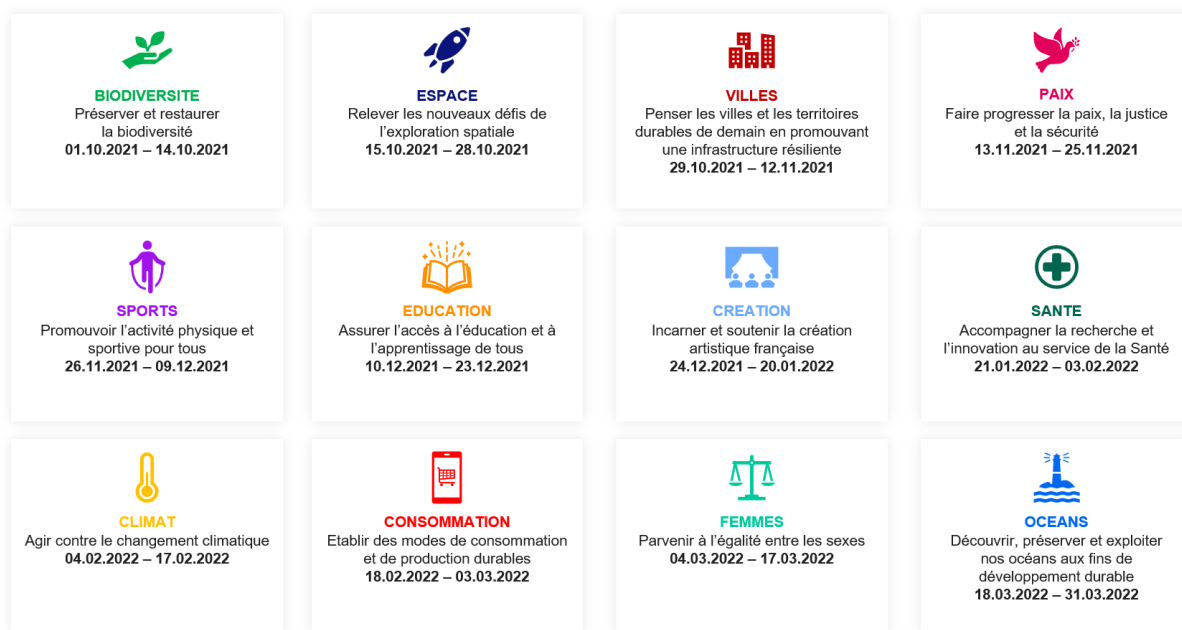 BIODIVERSITE
Préserver et restaurer
la biodiversité
01.10.2021 – 14.10.2021
ESPACE
Relever les nouveaux défis de
l’exploration spatiale
15.10.2021 – 28.10.2021
VILLES
Penser les villes et les territoires
durables de demain en promouvant
une infrastructure résiliente
29.10.2021 – 12.11.2021
PAIX
Faire progresser la paix, la justice
et la sécurité
13.11.2021 – 25.11.2021
SPORTS
Promouvoir l’activité physique et
sportive pour tous
26.11.2021 – 09.12.2021
EDUCATION
Assurer l’accès à l’éducation et à
l’apprentissage de tous
10.12.2021 – 23.12.2021
CREATION
Incarner et soutenir la création
artistique française
24.12.2021 – 20.01.2022
SANTE
Accompagner la recherche et
l’innovation au service de la Santé
21.01.2022 – 03.02.2022
CLIMAT
Agir contre le changement climatique
04.02.2022 – 17.02.2022
CONSOMMATION
Etablir des modes de consommation
et de production durables
18.02.2022 – 03.03.2022
FEMMES
Parvenir à l’égalité entre les sexes
04.03.2022 – 17.03.2022
OCEANS
Découvrir, préserver et exploiter
nos océans aux fins de
développement durable
18.03.2022 – 31.03.2022